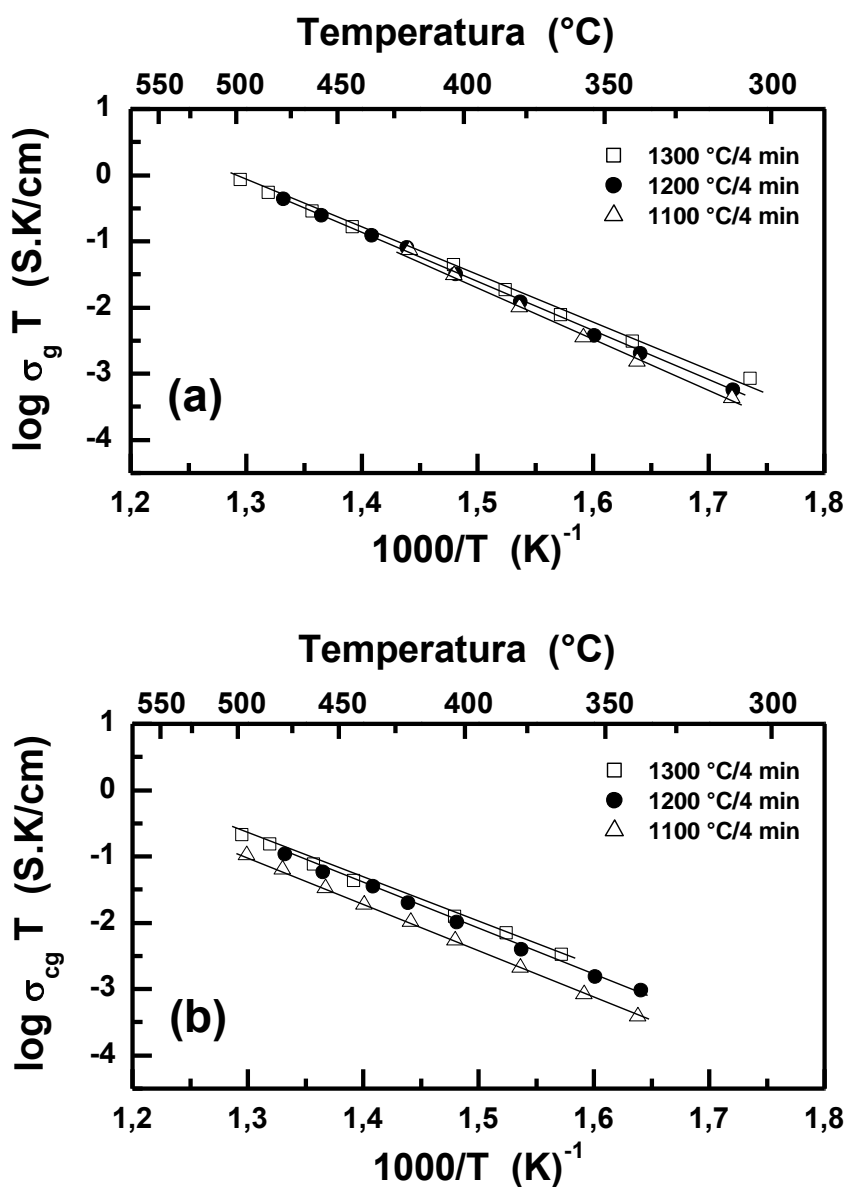 Temperatura (°C)
550 500 450 400 350 300
1
0
-1
-2
-3
-4
log σg T (S.K/cm)
1300 °C/4 min
1200 °C/4 min
1100 °C/4 min
(a)
1,2 1,3 1,4 1,5 1,6 1,7 1,8
1000/T (K)-1
Temperatura (°C)
550 500 450 400 350 300
1
0
-1
-2
-3
-4
log σcg T (S.K/cm)
1300 °C/4 min
1200 °C/4 min
1100 °C/4 min
(b)
1,2 1,3 1,4 1,5 1,6 1,7 1,8
1000/T (K)-1